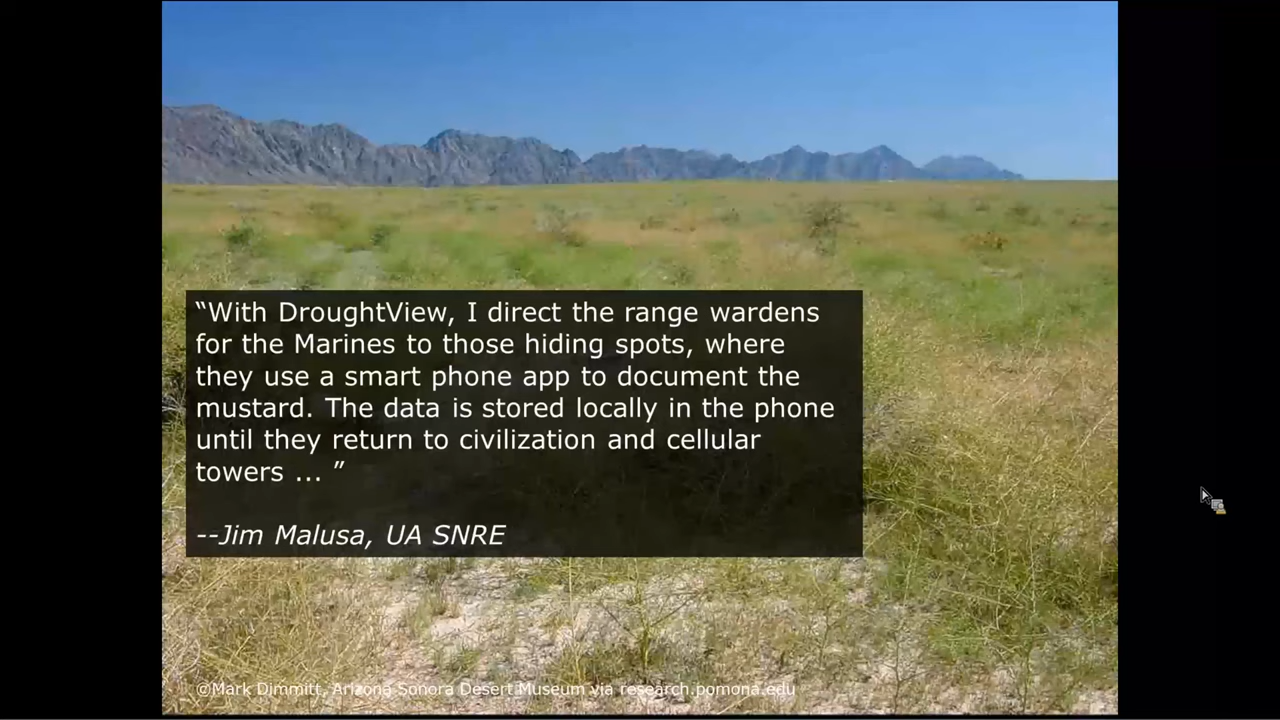 “With DroughtView, I direct the range wardens
for the Marines to those hiding spots, where
they use a smart phone app to document the
mustard. The data is stored locally in the phone
until they return to civilization and cellular
towers ... ”
--Jim Malusa, UA SNRE
©Mark Dimmitt, Arizona Sonora Desert Museum via research.pomona.edu